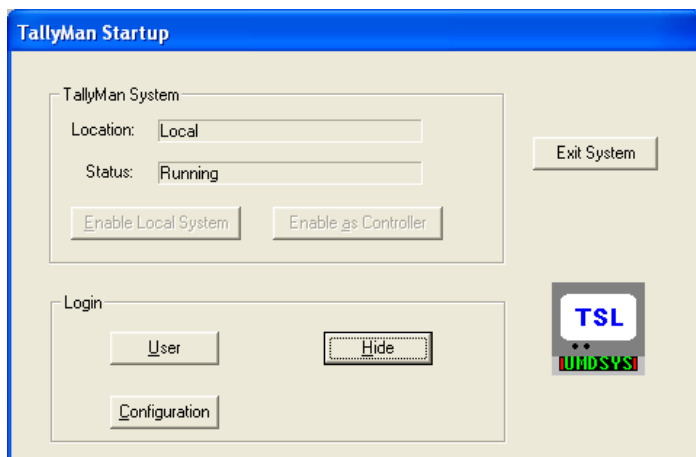 TallyMan Startup
TallyMan System
Location: Local
Status: Running
Enable Local System Enable as Controller
Exit System
Login
User Hide
Configuration
TSL
UMDSYS